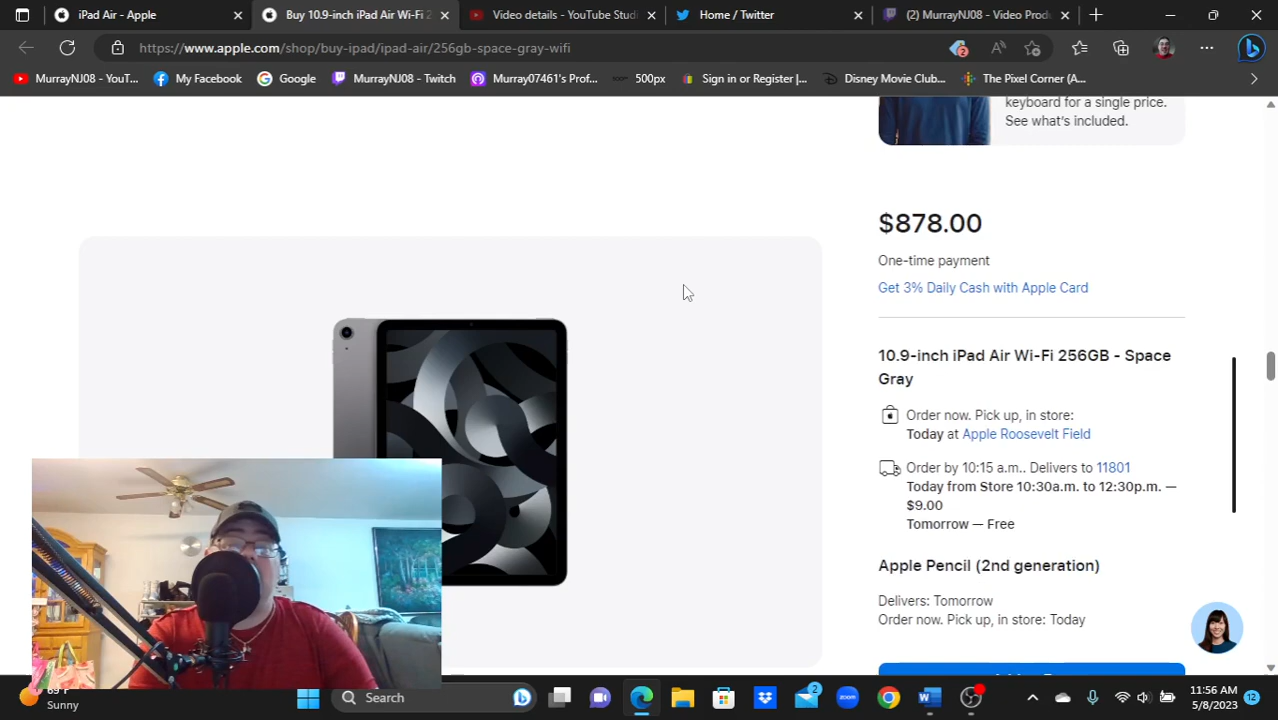 iPad Air - Apple
Buy 10.9-inch iPad Air Wi-Fi 2
Video details - YouTube Studi
Home / Twitter
(2) MurrayNJ08 - Video Prod
https://www.apple.com/shop/buy-ipad/ipad-air/256gb-space-gray-wifi
2
MurrayNJ08 - YouT...
My Facebook
Google
MurrayNJ08 - Twitch
Murray07461's Prof...
500px
Sign in or Register |...
Disney Movie Club...
The Pixel Corner (A...
keyboard for a single price.
See what's included.
$878.00
One-time payment
Get 3% Daily Cash with Apple Card
10.9-inch iPad Air Wi-Fi 256GB - Space
Gray
Order now. Pick up, in store:
Today at Apple Roosevelt Field
Order by 10:15 a.m.. Delivers to 11801
Today from Store 10:30a.m. to 12:30p.m. —
$9.00
Tomorrow — Free
Apple Pencil (2nd generation)
Delivers: Tomorrow
Order now. Pick up, in store: Today
Sunny
Search
2
zoom
11:56 AM
5/8/2023
12